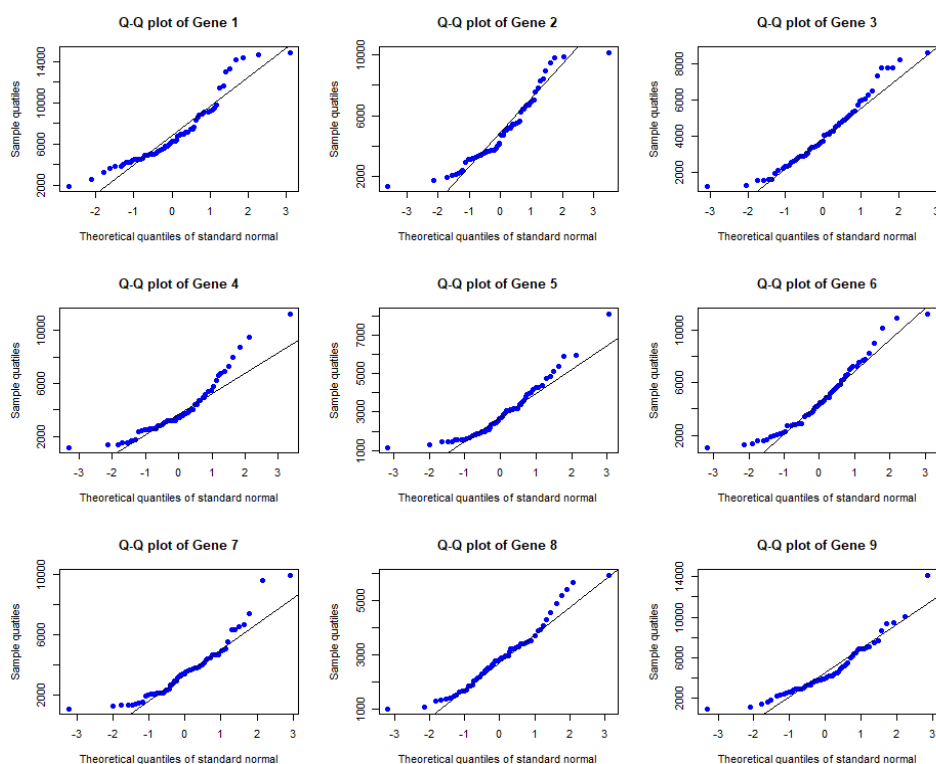 Q-Q plot of Gene 1
Q-Q plot of Gene 2
Q-Q plot of Gene 3
Sample quatiles
2000 6000 10000 14000
Sample quatiles
2000 6000 10000
Sample quatiles
2000 4000 6000 8000
-2 -1 0 1 2 3
-3 -2 -1 0 1 2 3
-3 -2 -1 0 1 2 3
Theoretical quantiles of standard normal
Theoretical quantiles of standard normal
Theoretical quantiles of standard normal
Q-Q plot of Gene 4
Q-Q plot of Gene 5
Q-Q plot of Gene 6
Sample quatiles
2000 6000 10000
Sample quatiles
1000 3000 5000 7000
Sample quatiles
2000 6000 10000
-3 -2 -1 0 1 2 3
-3 -2 -1 0 1 2 3
-3 -2 -1 0 1 2 3
Theoretical quantiles of standard normal
Theoretical quantiles of standard normal
Theoretical quantiles of standard normal
Q-Q plot of Gene 7
Q-Q plot of Gene 8
Q-Q plot of Gene 9
Sample quatiles
2000 6000 10000
Sample quatiles
1000 3000 5000
Sample quatiles
2000 6000 10000 14000
-3 -2 -1 0 1 2 3
-3 -2 -1 0 1 2 3
-3 -2 -1 0 1 2 3
Theoretical quantiles of standard normal
Theoretical quantiles of standard normal
Theoretical quantiles of standard normal